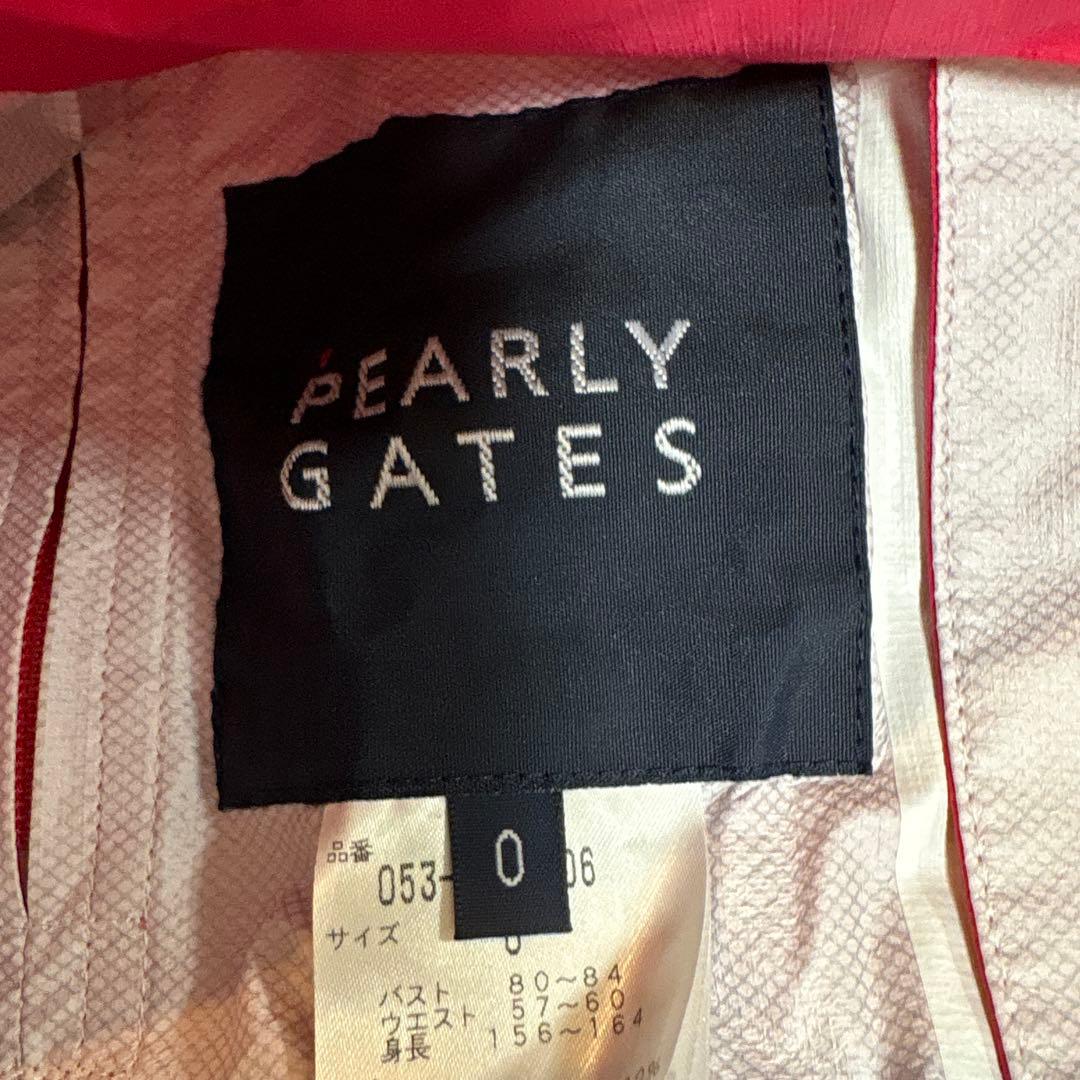 PEARLY
GATES
0
品番
053- 06
サイズ 0
バスト 80〜84
ウエスト 57〜60
身長 156〜164